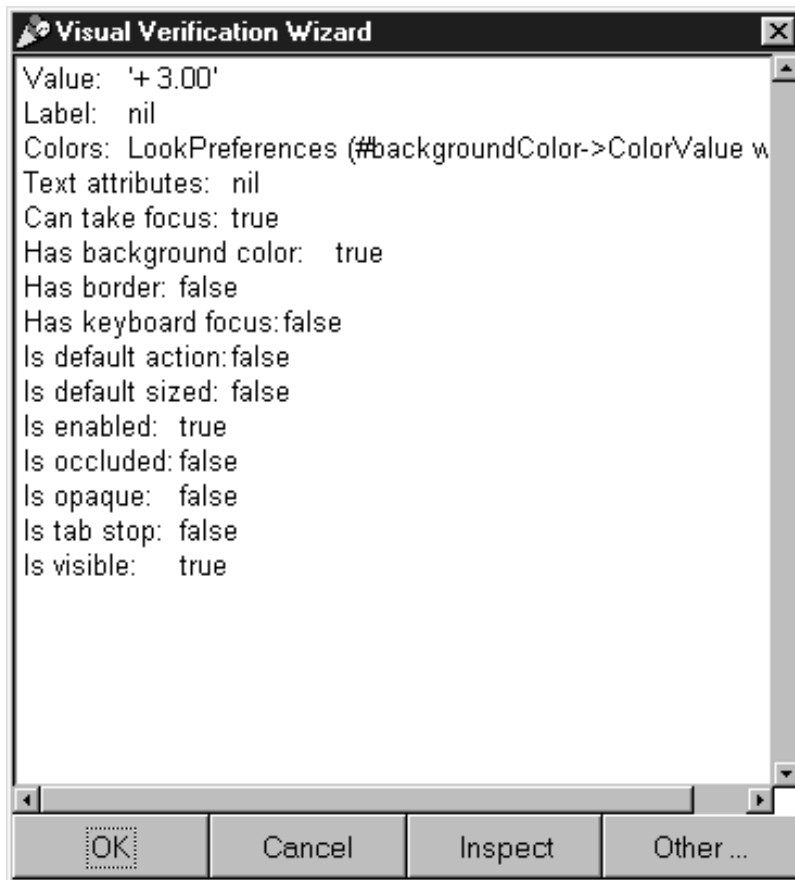 Visual Verification Wizard
Value: '+ 3.00'
Label: nil
Colors: LookPreferences (#backgroundColor->ColorValue w
Text attributes: nil
Can take focus: true
Has background color: true
Has border: false
Has keyboard focus: false
Is default action: false
Is default sized: false
Is enabled: true
Is occluded: false
Is opaque: false
Is tab stop: false
Is visible: true
OK Cancel Inspect Other ...